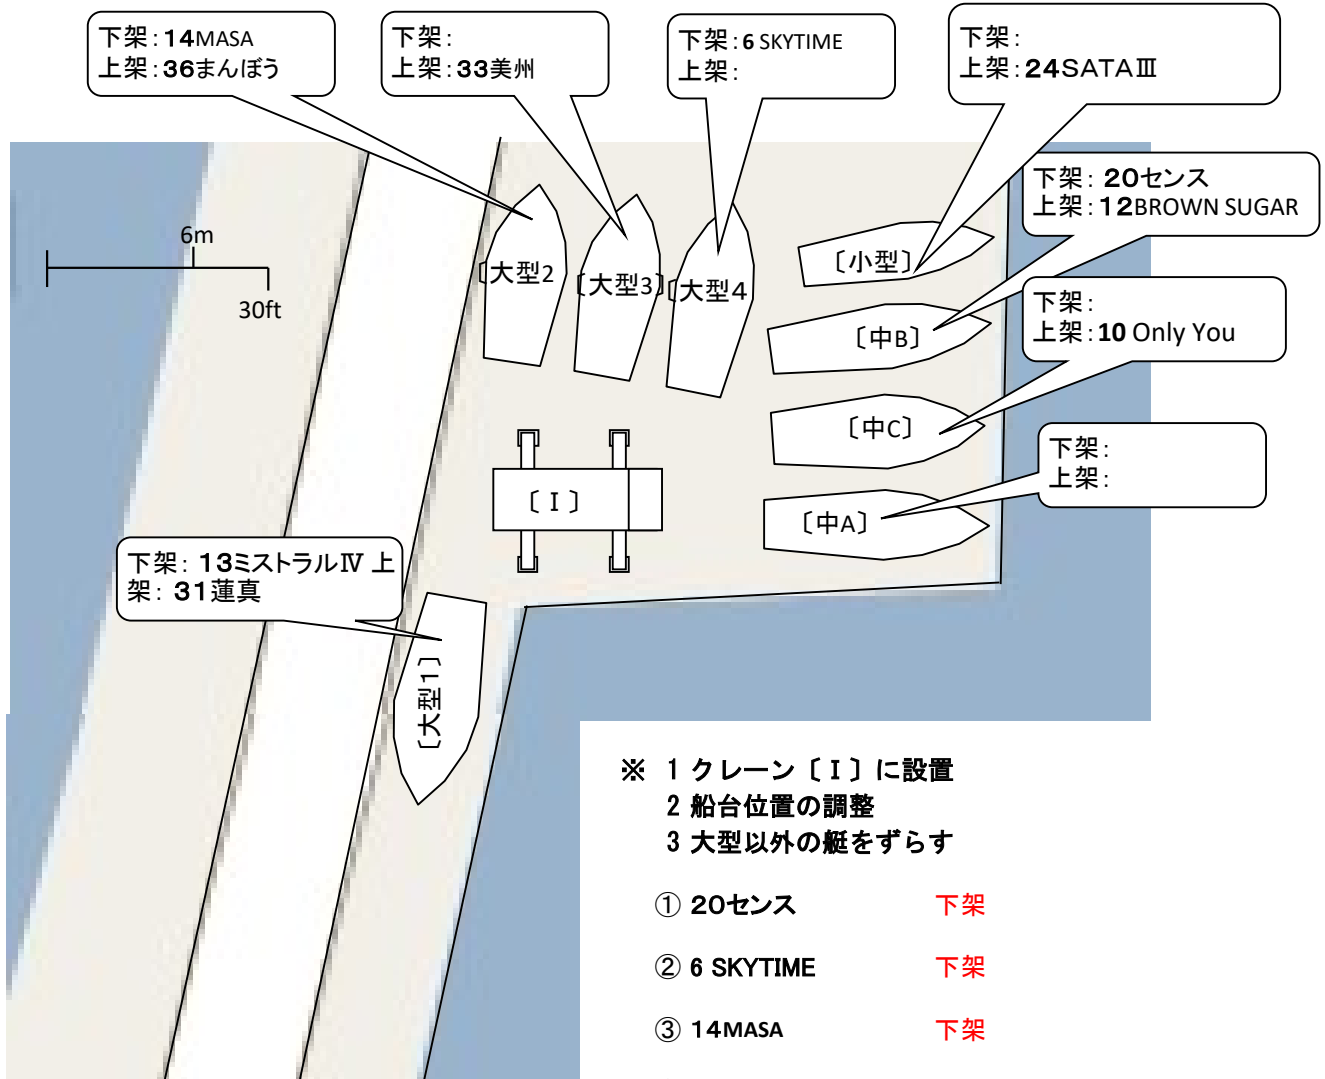 下架：14MASA
上架：36まんぼう
下架：
上架：33美州
下架：6 SKYTIME
上架：
下架：
上架：24SATAⅢ
下架：20センス
上架：12BROWN SUGAR
6m
30ft
〔大型2〕
〔大型3〕
〔大型4〕
〔小型〕
〔中B〕
下架：
上架：10 Only You
〔中C〕
下架：
上架：
〔中A〕
〔Ⅰ〕
下架：13ミストラルⅣ 上
架：31蓮真
〔大型1〕
※ 1 クレーン〔Ⅰ〕に設置
2 船台位置の調整
3 大型以外の艇をずらす
① 20センス 下架
② 6 SKYTIME 下架
③ 14MASA 下架